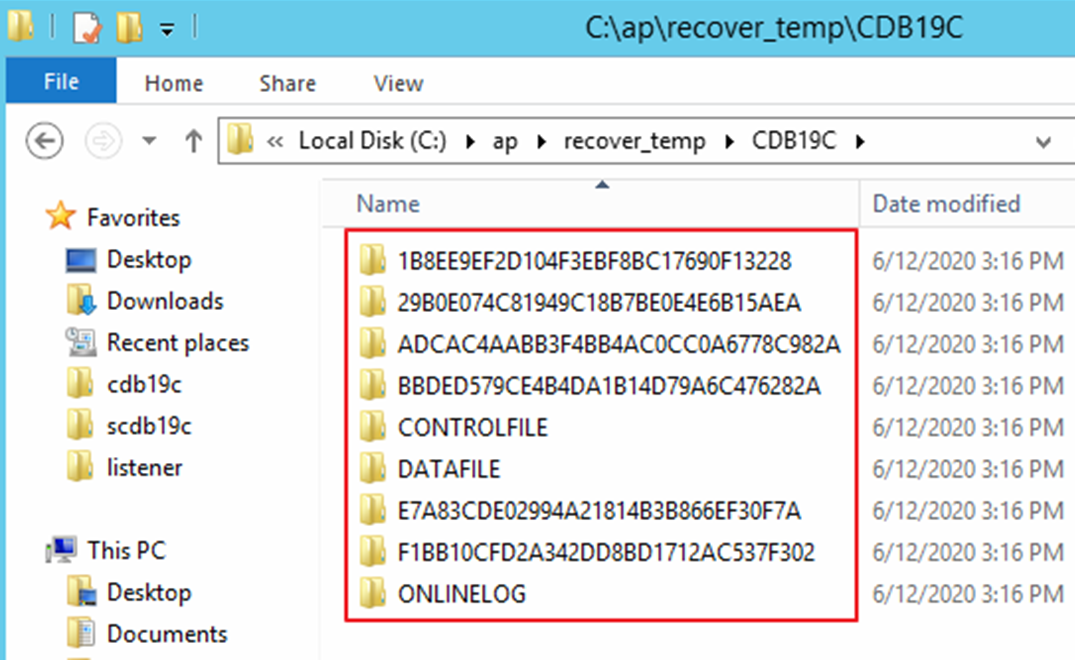 C:\ap\recover_temp\CDB19C
File Home Share View
« Local Disk (C:) ap recover_temp CDB19C
Name Date modified
Favorites
Desktop
Downloads
Recent places
cdb19c
scdb19c
listener
This PC
Desktop
Documents
1B8EE9EF2D104F3EBF8BC17690F13228 6/12/2020 3:16 PM
29B0E074C81949C18B7BE0E4E6B15AEA 6/12/2020 3:16 PM
ADCAC4AABB3F4BB4AC0CC0A6778C982A 6/12/2020 3:16 PM
BBDED579CE4B4DA1B14D79A6C476282A 6/12/2020 3:16 PM
CONTROLFILE 6/12/2020 3:16 PM
DATAFILE 6/12/2020 3:16 PM
E7A83CDE02994A21814B3B866EF30F7A 6/12/2020 3:16 PM
F1BB10CFD2A342DD8BD1712AC537F302 6/12/2020 3:16 PM
ONLINELOG 6/12/2020 3:16 PM